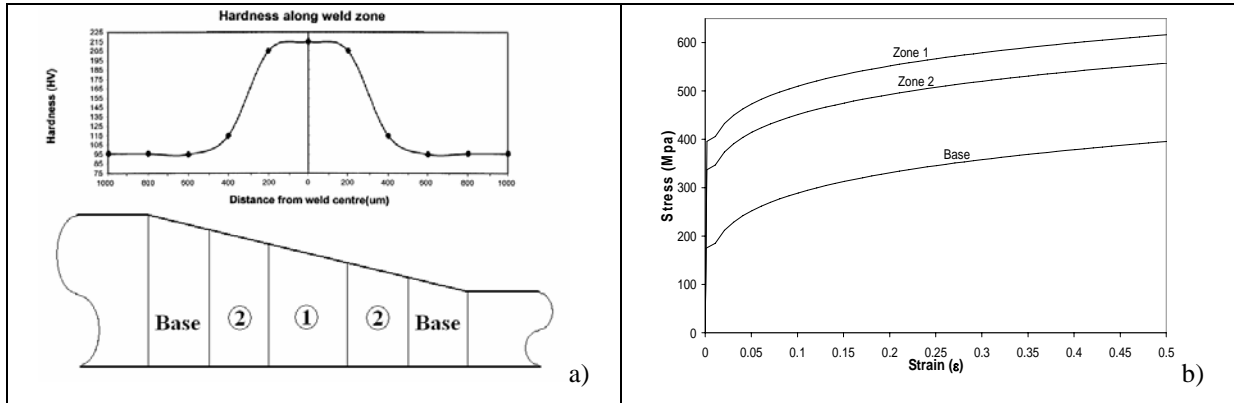 Hardness along weld zone
Hardness (HV)
225
215
205
195
185
175
165
155
145
135
125
115
105
95
85
75
1000 800 600 400 200 0 200 400 600 800 1000
Distance from weld centre(um)
Base 2 1 2 Base
a)
Stress (Mpa)
600
500
400
300
200
100
0
Zone 1
Zone 2
Base
0 0.05 0.1 0.15 0.2 0.25 0.3 0.35 0.4 0.45 0.5
Strain (ε)
b)